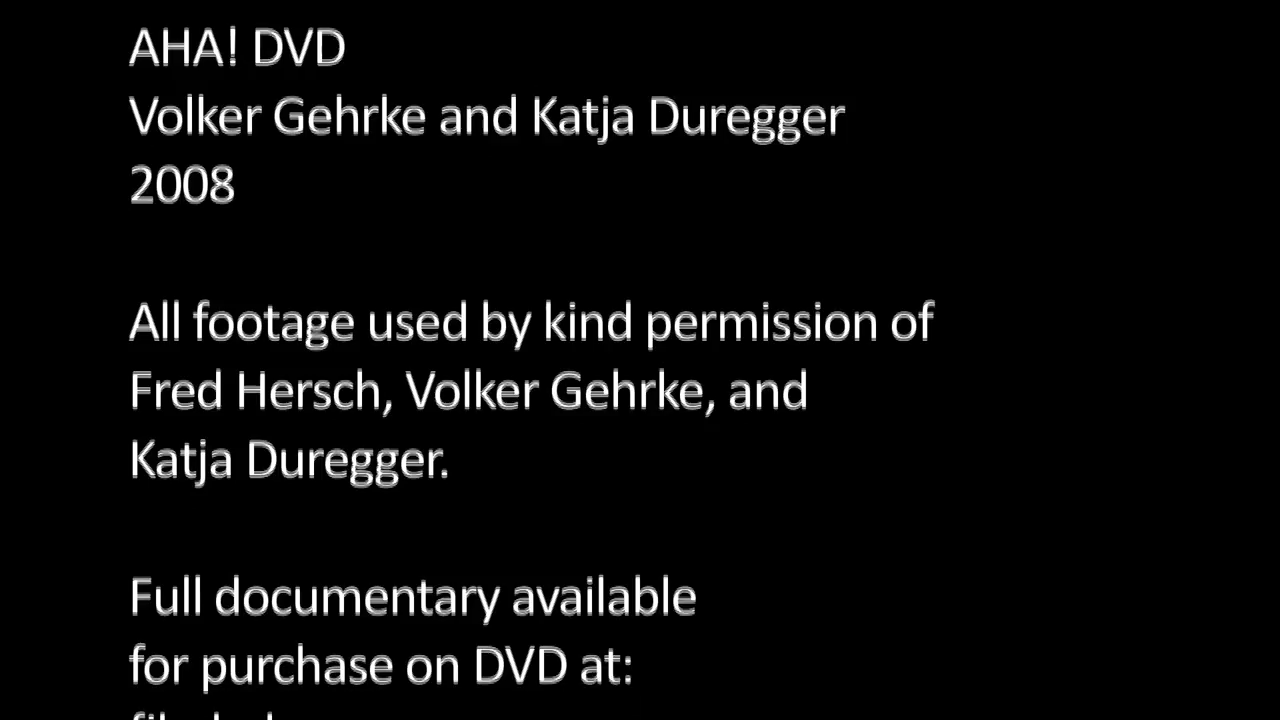 AHA! DVD
Volker Gehrke and Katja Duregger
2008
All footage used by kind permission of
Fred Hersch, Volker Gehrke, and
Katja Duregger.
Full documentary available
for purchase on DVD at: